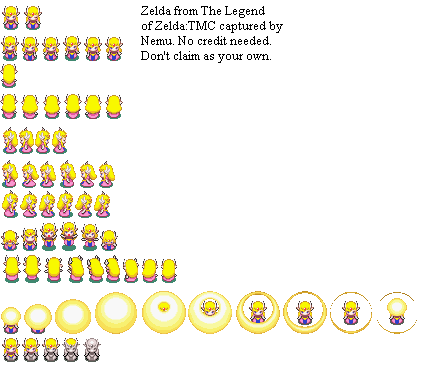 Zelda from The Legend
of Zelda:TMC captured by
Nemu. No credit needed.
Don't claim as your own.